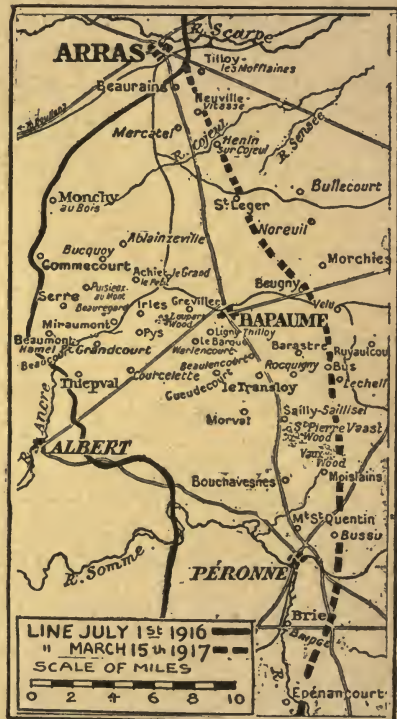 R. Scarpe
ARRAS
Tilloy-
les Mofflaines
Beaurains
Neuville-
Vitasse
Mercatel
R. Cojeul
Henin
sur Cojeul
R. Sensee
Bullecourt
Monchy
au Bois
St. Leger
Noreuil
Ablainzeville
Bucquoy
Commecourt
Morchies
Achiet-le-Grand
le Petit
Puisieux
au Mont
Beugny
Serre
Beauregard
Irles
Grevillers
Loupart
Wood
Velu
BAPAUME
Miraumont
Pys
Ligny-Thilloy
Beaumont
Hamel
Le Barque
Barastre
Ruyaulcourt
Beaucourt
Grandcourt
Warlencourt
Bus
Beaulencourt
Rocquigny
Lechelle
Thiepval
Courcelette
Gueudecourt
le Transloy
R. Ancre
Morval
Sailly-Saillisel
St Pierre Vaast
Wood
ALBERT
Vaux
Wood
Bouchavesnes
Moislains
Mt St Quentin
Bussu
R. Somme
PÉRONNE
Brie
BRIDGE
LINE JULY 1st 1916
" MARCH 15th 1917
SCALE OF MILES
0 2 4 6 8 10
R.
Epénancourt